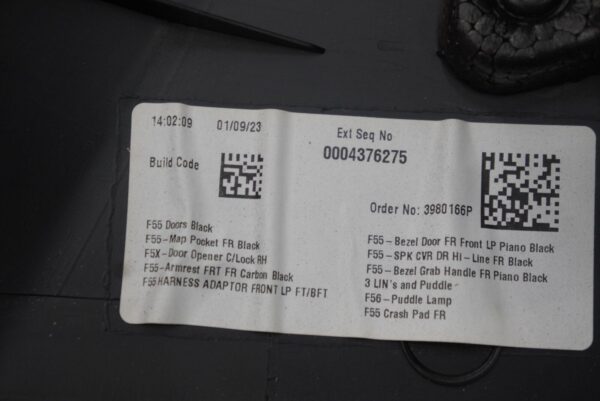 14:02:09 01/09/23
Ext Seq No
0004376275
Build Code
Order No: 3980166P
F55 Doors Black
F55-Map Pocket FR Black
F5X-Door Opener C/Lock RH
F55-Armrest FRT FR Carbon Black
F55 HARNESS ADAPTOR FRONT LP FT/BFT
F55-Bezel Door FR Front LP Piano Black
F55-SPK CVR DR Hi-Line FR Black
F55-Bezel Grab Handle FR Piano Black
3 LIN's and Puddle
F56-Puddle Lamp
F55 Crash Pad FR